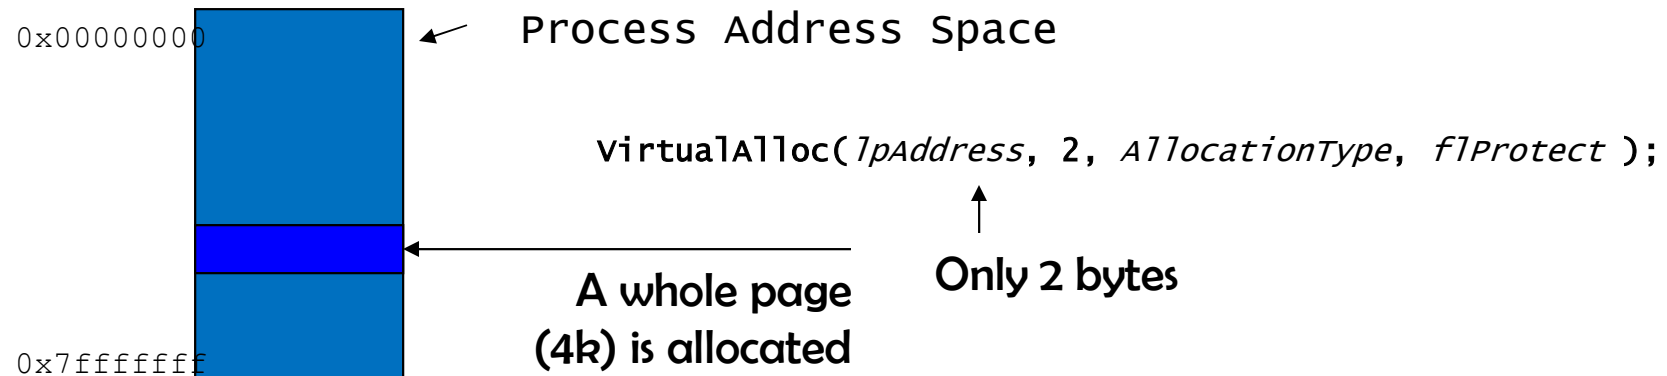 0x00000000
Process Address Space
VirtualAlloc(lpAddress, 2, AllocationType, flProtect );
Only 2 bytes
A whole page
(4k) is allocated
0x7fffffff